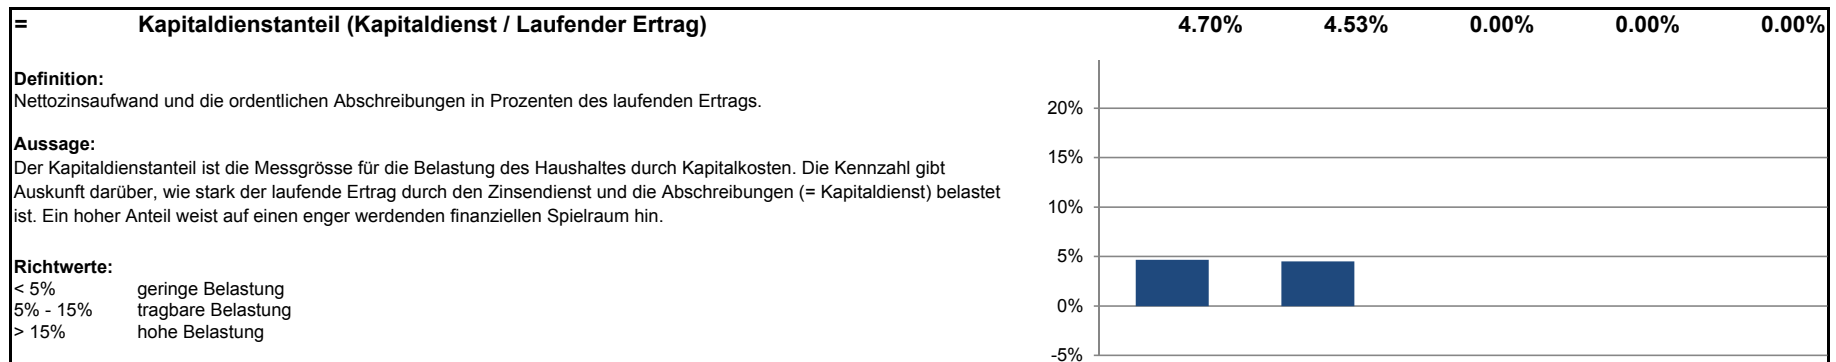 = Kapitaldienstanteil (Kapitaldienst / Laufender Ertrag) 4.70% 4.53% 0.00% 0.00% 0.00%
Definition:
Nettozinsaufwand und die ordentlichen Abschreibungen in Prozenten des laufenden Ertrags.
Aussage:
Der Kapitaldienstanteil ist die Messgrösse für die Belastung des Haushaltes durch Kapitalkosten. Die Kennzahl gibt
Auskunft darüber, wie stark der laufende Ertrag durch den Zinsendienst und die Abschreibungen (= Kapitaldienst) belastet
ist. Ein hoher Anteil weist auf einen enger werdenden finanziellen Spielraum hin.
Richtwerte:
< 5% geringe Belastung
5% - 15% tragbare Belastung
> 15% hohe Belastung
20%
15%
10%
5%
0%
-5%